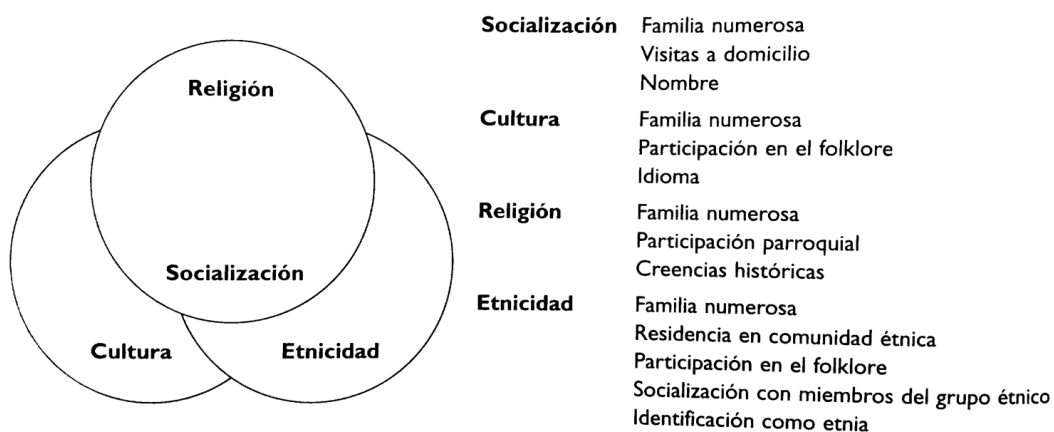 Religión
Socialización
Cultura
Etnicidad
Socialización Familia numerosa
Visitas a domicilio
Nombre
Cultura Familia numerosa
Participación en el folklore
Idioma
Religión Familia numerosa
Participación parroquial
Creencias históricas
Etnicidad Familia numerosa
Residencia en comunidad étnica
Participación en el folklore
Socialización con miembros del grupo étnico
Identificación como etnia